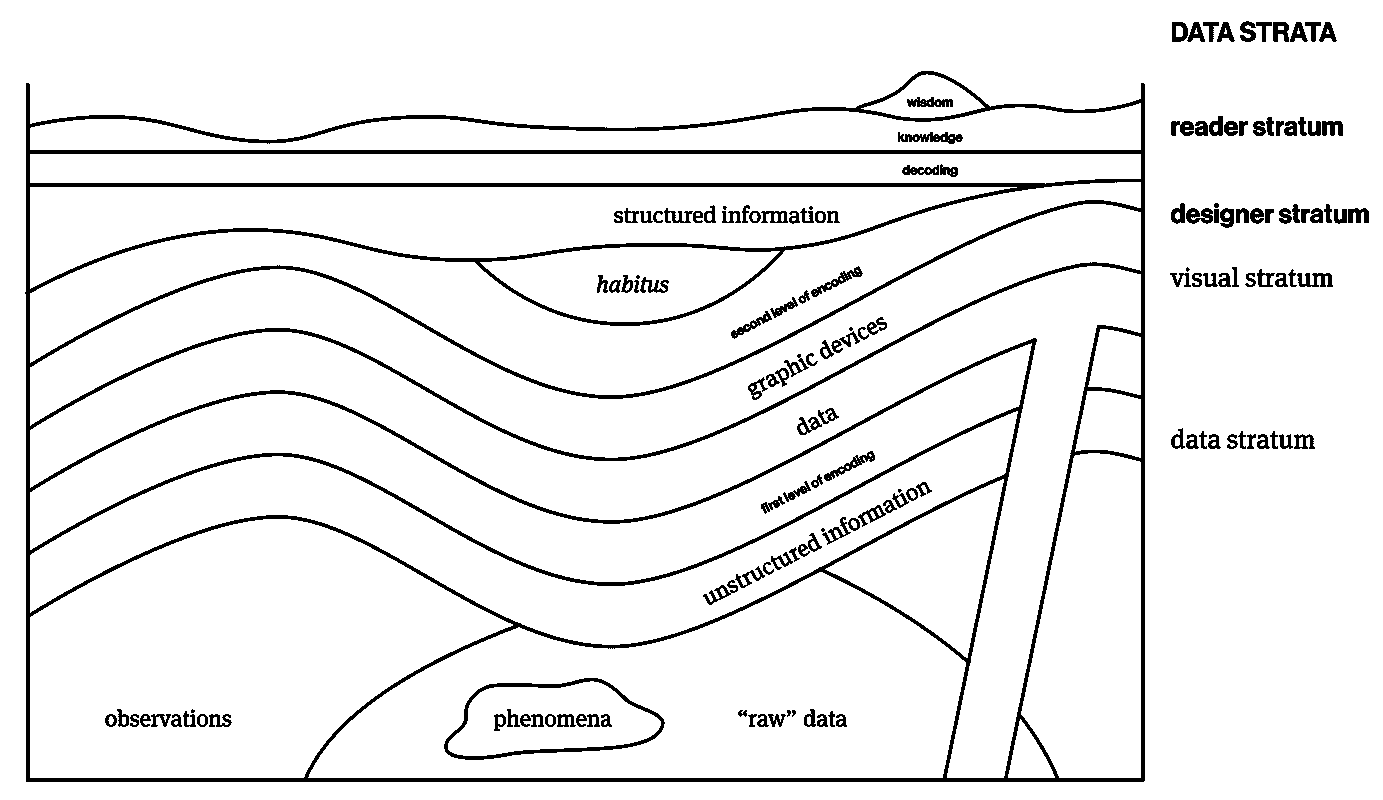 DATA STRATA
wisdom
reader stratum
knowledge
decoding
structured information
designer stratum
habitus
second level of encoding
visual stratum
graphic devices
data
data stratum
first level of encoding
unstructured information
observations
phenomena
“raw” data